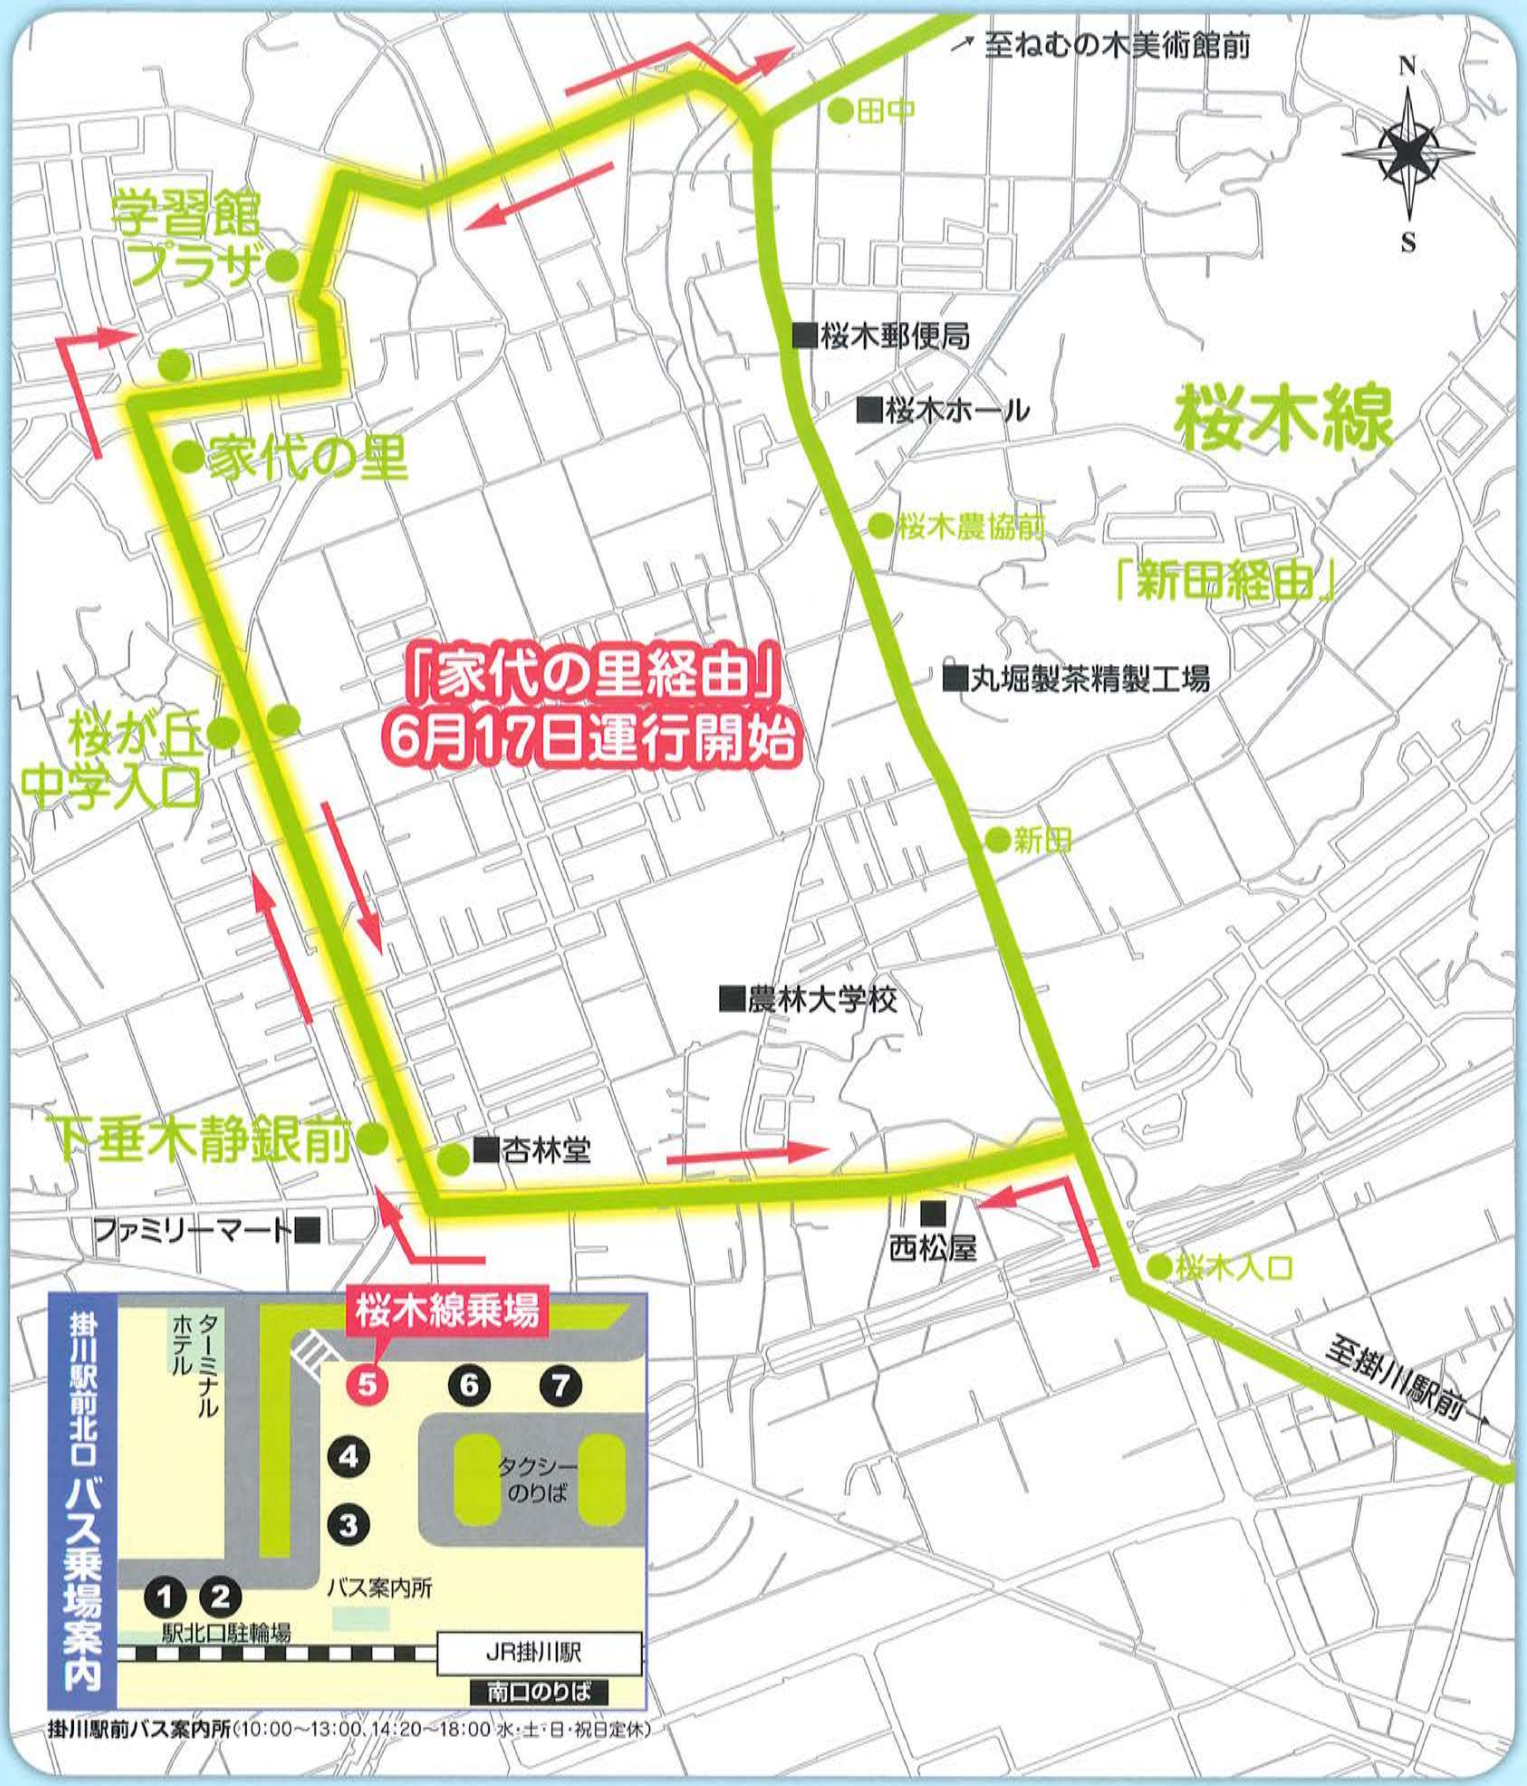 至ねむの木美術館前
N
S
田中
学習館
プラザ
桜木郵便局
桜木ホール
桜木線
家代の里
桜木農協前
「新田経由」
「家代の里経由」
6月17日運行開始
丸堀製茶精製工場
桜が丘
中学入口
新田
農林大学校
下垂木静銀前
杏林堂
ファミリーマート
西松屋
桜木入口
至掛川駅前→
掛川駅前北口 バス乗場案内
ターミナル
ホテル
桜木線乗場
5
6
7
4
3
タクシー
のりば
1
2
バス案内所
駅北口駐輪場
JR掛川駅
南口のりば
掛川駅前バス案内所(10:00~13:00、14:20~18:00 水・土・日・祝日定休)